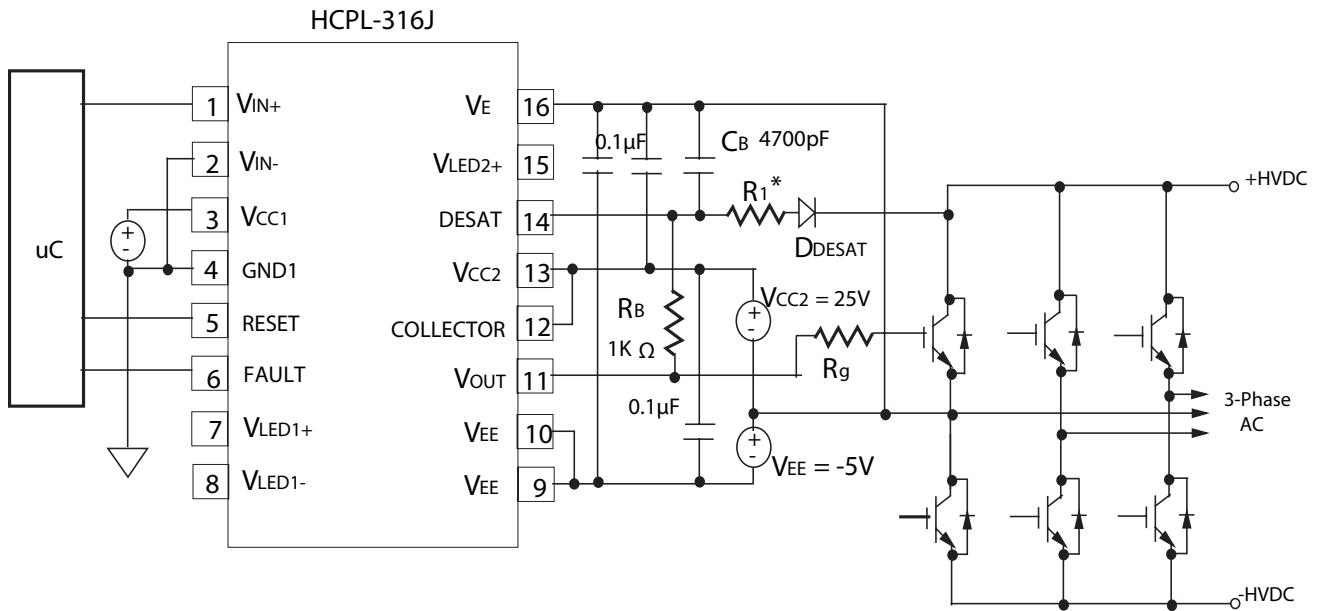 HCPL-316J
uC
1 VIN+
2 VIN-
3 VCC1
4 GND1
5 RESET
6 FAULT
7 VLED1+
8 VLED1-
+
-
VE 16
VLED2+ 15
DESAT 14
VCC2 13
COLLECTOR 12
VOUT 11
VEE 10
VEE 9
0.1µF
CB 4700pF
R1*
DDESAT
RB
1K Ω
0.1µF
+
-
VCC2 = 25V
Rg
+
-
VEE = -5V
+HVDC
3-Phase
AC
-HVDC